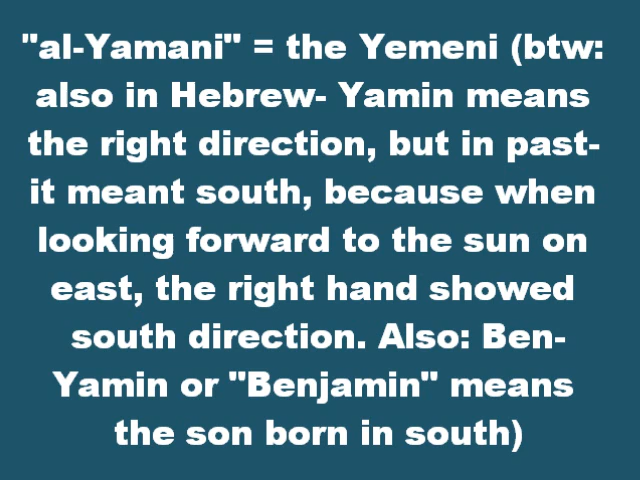 "al-Yamani" = the Yemeni (btw:
also in Hebrew- Yamin means
the right direction, but in past-
it meant south, because when
looking forward to the sun on
east, the right hand showed
south direction. Also: Ben-
Yamin or "Benjamin" means
the son born in south)